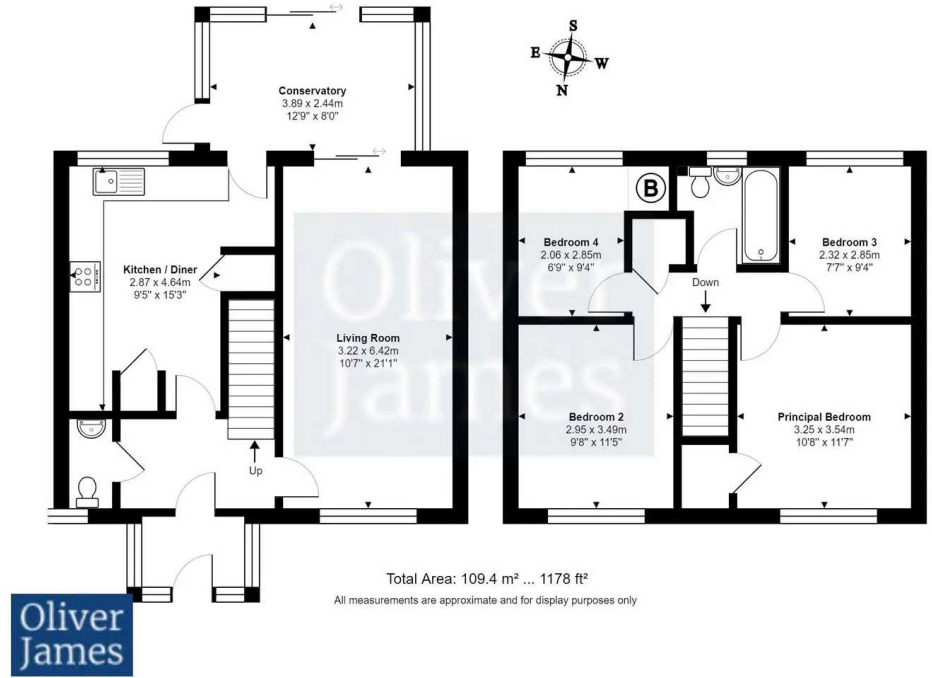 Conservatory
3.89 x 2.44m
12'9" x 8'0"
S
E
W
N
Kitchen / Diner
2.87 x 4.64m
9'5" x 15'3"
Living Room
3.22 x 6.42m
10'7" x 21'1"
Up
Bedroom 4
2.06 x 2.85m
6'9" x 9'4"
B
Bedroom 3
2.32 x 2.85m
7'7" x 9'4"
Down
Bedroom 2
2.95 x 3.49m
9'8" x 11'5"
Principal Bedroom
3.25 x 3.54m
10'8" x 11'7"
Oliver
James
Total Area: 109.4 m² ... 1178 ft²
All measurements are approximate and for display purposes only
Oliver
James